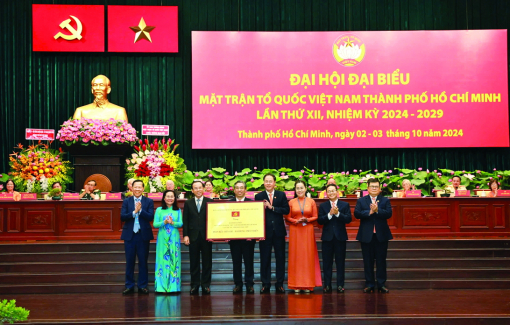 ĐẠI HỘI ĐẠI BIỂU
MẶT TRẬN TỔ QUỐC VIỆT NAM THÀNH PHỐ HỒ CHÍ MINH
LẦN THỨ XII, NHIỆM KỲ 2024 - 2029
Thành phố Hồ Chí Minh, ngày 02 - 03 tháng 10 năm 2024